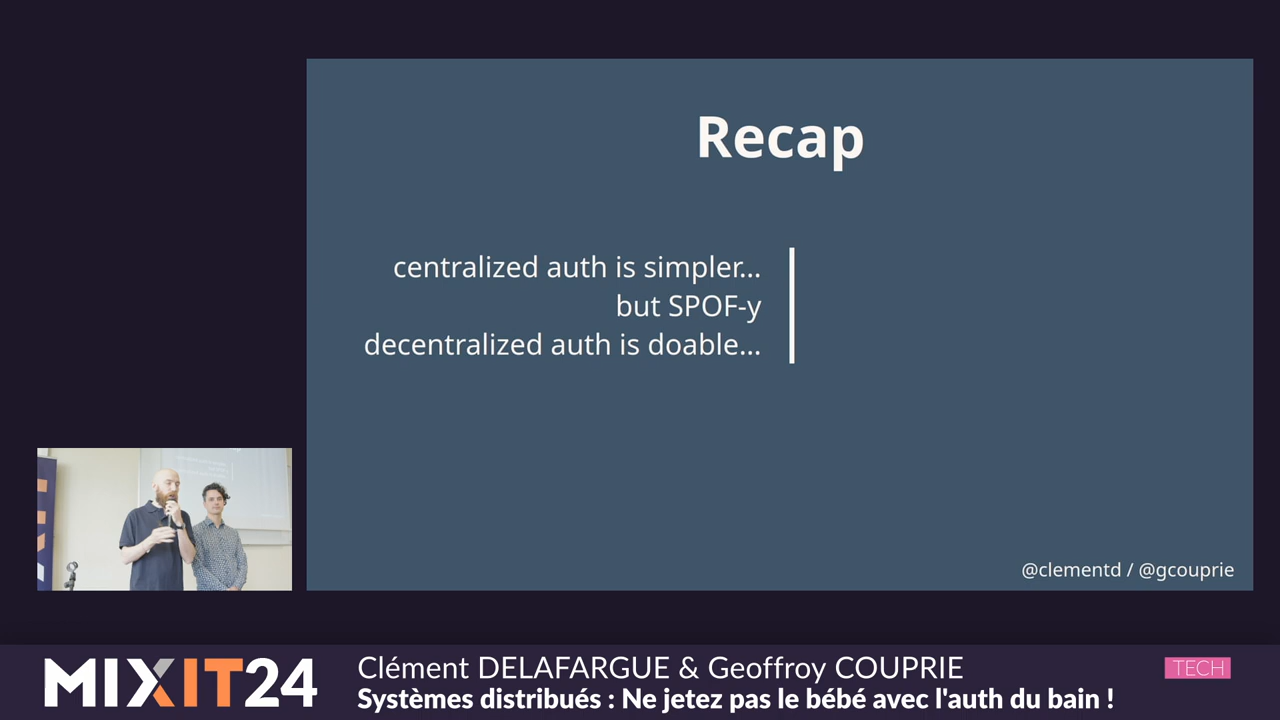 Recap
centralized auth is simpler...
but SPOF-y
decentralized auth is doable...
@clementd / @gcouprie
MIXIT24
Clément DELAFARGUE & Geoffroy COUPRIE
TECH
Systèmes distribués : Ne jetez pas le bébé avec l'auth du bain !